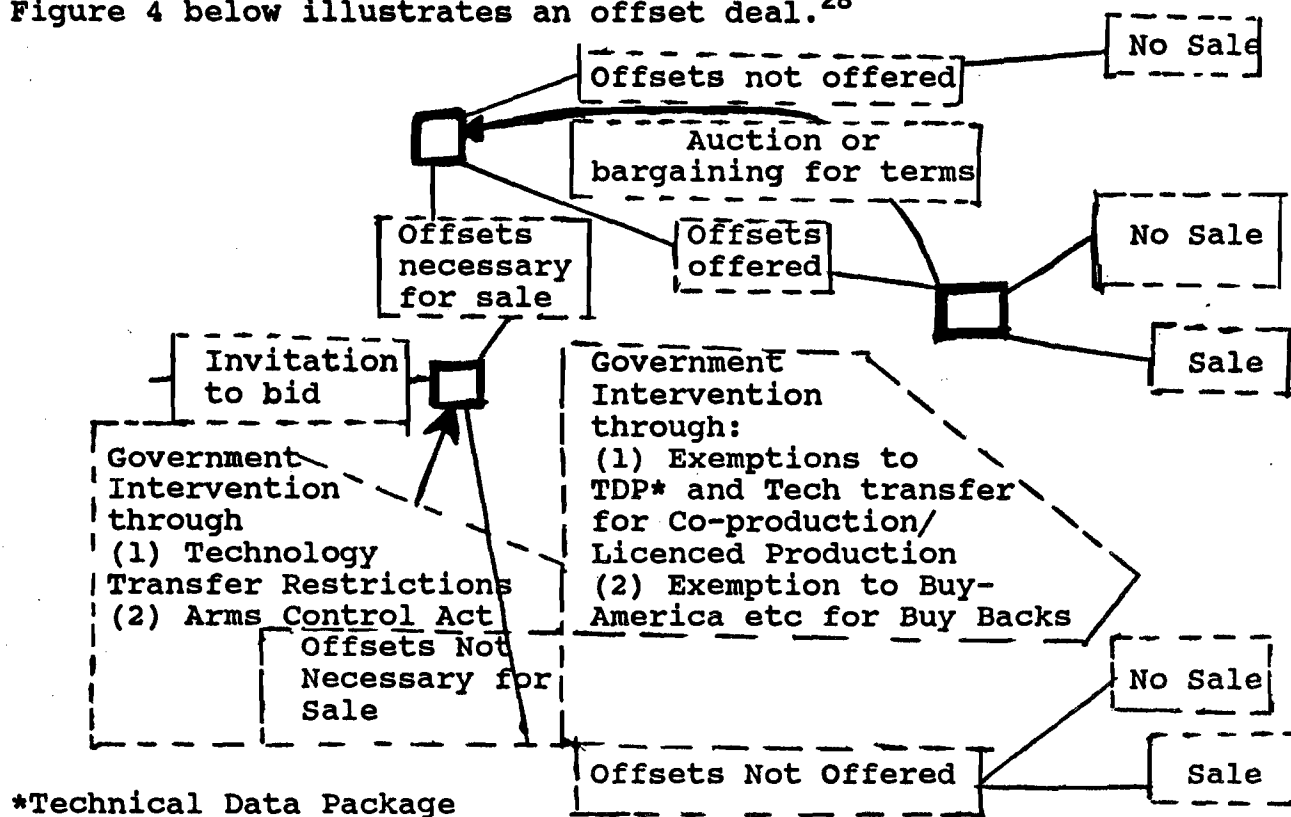 Figure 4 below illustrates an offset deal.28
No Sale
Offsets not offered
Auction or
bargaining for terms
Offsets
necessary
for sale
Offsets
offered
No Sale
Sale
Invitation
to bid
Government
Intervention
through
(1) Technology
Transfer Restrictions
(2) Arms Control Act
Government
Intervention
through:
(1) Exemptions to
TDP* and Tech transfer
for Co-production/
Licenced Production
(2) Exemption to Buy-
America etc for Buy Backs
Offsets Not
Necessary for
Sale
No Sale
Offsets Not Offered
Sale
*Technical Data Package